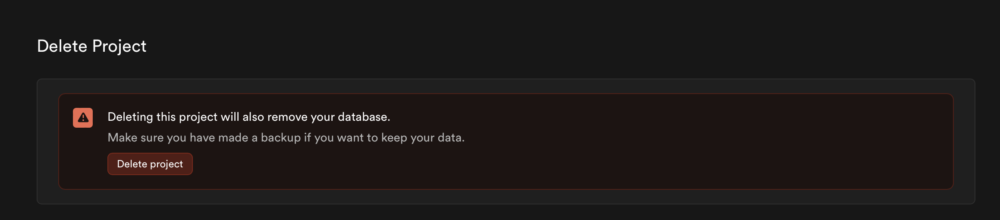 Delete Project
Deleting this project will also remove your database.
Make sure you have made a backup if you want to keep your data.
Delete project